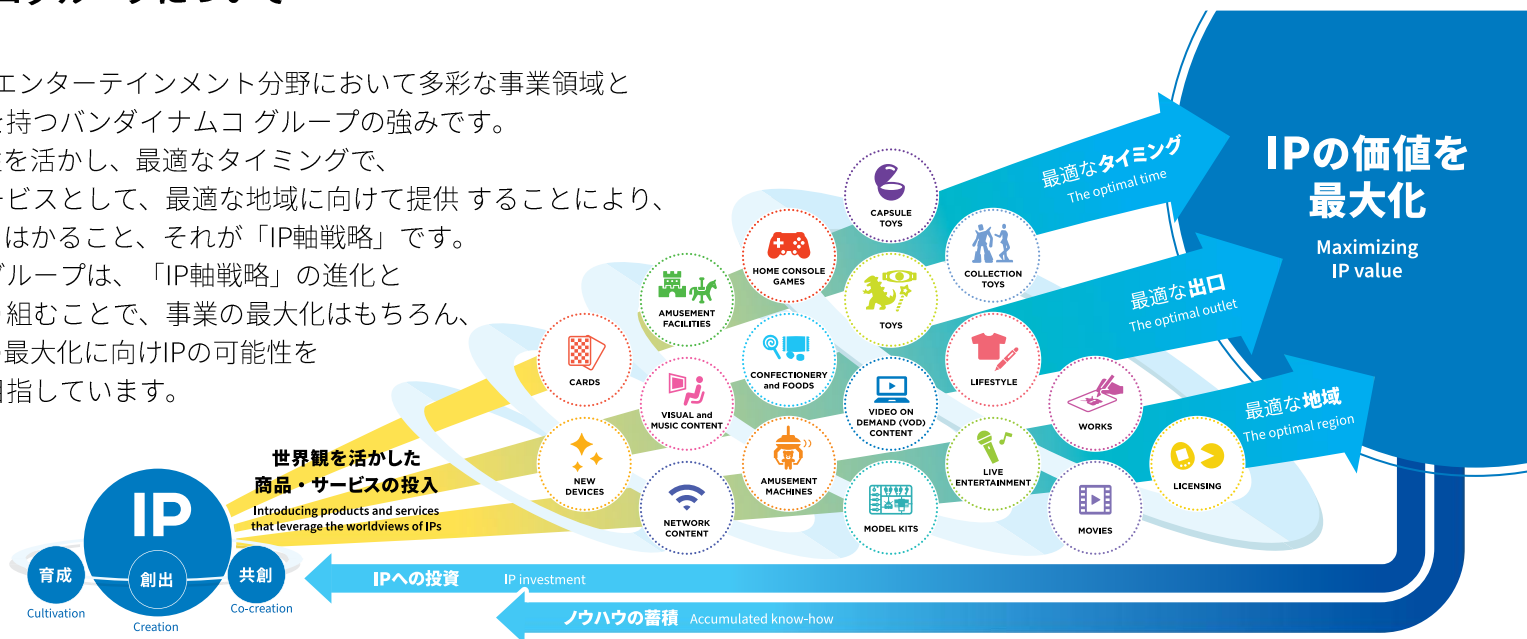 エンターテインメント分野において多彩な事業領域と
を持つバンダイナムコ グループの強みです。
を活かし、最適なタイミングで、
ービスとして、最適な地域に向けて提供 することにより、
はかること、それが「IP軸戦略」です。
グループは、「IP軸戦略」の進化と
り組むことで、事業の最大化はもちろん、
最大化に向けIPの可能性を
目指しています。
IPの価値を
最大化
Maximizing
IP value
最適なタイミング
The optimal time
最適な出口
The optimal outlet
最適な地域
The optimal region
CAPSULE
TOYS
HOME CONSOLE
GAMES
COLLECTION
TOYS
AMUSEMENT
FACILITIES
TOYS
CARDS
CONFECTIONERY
and FOODS
LIFESTYLE
VISUAL and
MUSIC CONTENT
VIDEO ON
DEMAND (VOD)
CONTENT
WORKS
NEW
DEVICES
AMUSEMENT
MACHINES
LIVE
ENTERTAINMENT
LICENSING
NETWORK
CONTENT
MODEL KITS
MOVIES
世界観を活かした
商品・サービスの投入
Introducing products and services
that leverage the worldviews of IPs
IP
育成
Cultivation
創出
Creation
共創
Co-creation
IPへの投資 IP investment
ノウハウの蓄積 Accumulated know-how